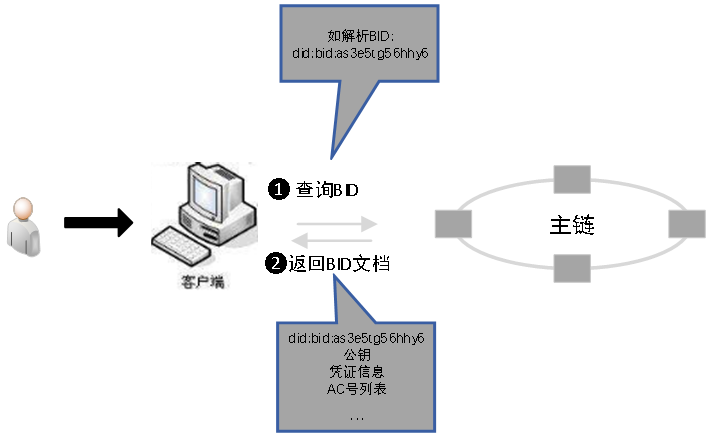 如解析BID:
did:bid:as3e5tg56hhy6
❶ 查询BID
主链
❷返回BID文档
客户端
did:bid:as3e5tg56hhy6
公钥
凭证信息
AC号列表
...